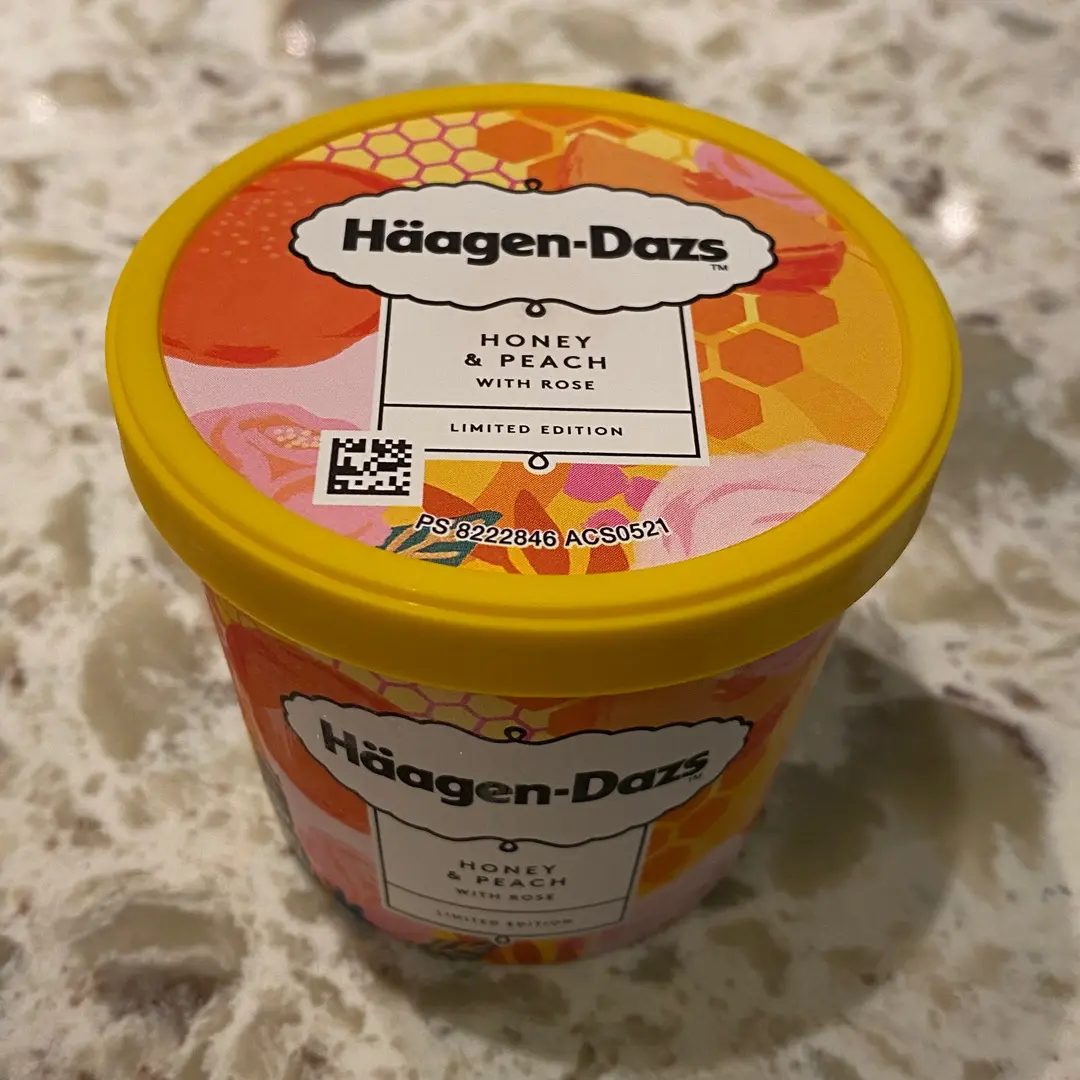 Häagen-Dazs
TM
HONEY
& PEACH
WITH ROSE
LIMITED EDITION
PS 8222846 ACS0521
Häagen-Dazs
TM
HONEY
& PEACH
WITH ROSE
LIMITED EDITION